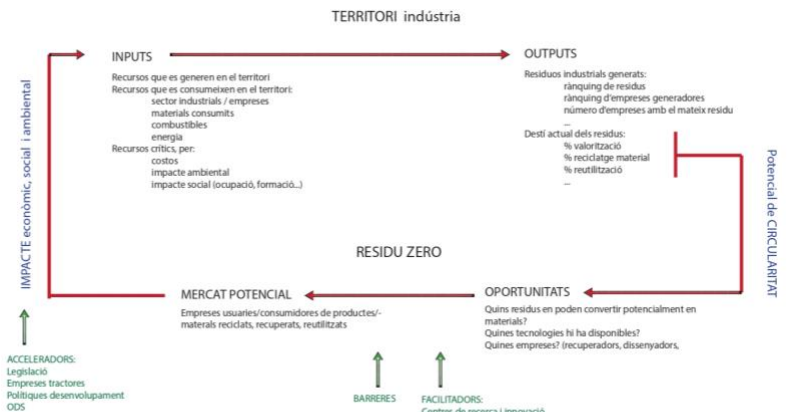 TERRITORI indústria
INPUTS
Recursos que es generen en el territori
Recursos que es consumeixen en el territori:
sector industrials / empreses
materials consumits
combustibles
energia
Recursos crítics, per:
costos
impacte ambiental
impacte social (ocupació, formació...)
OUTPUTS
Residuos industrials generats:
rànquing de residus
rànquing d'empreses generadores
número d'empreses amb el mateix residu
...
Destí actual dels residus:
% valorització
% reciclatge material
% reutilització
...
Potencial de CIRCULARITAT
IMPACTE econòmic, social i ambiental
RESIDU ZERO
OPORTUNITATS
Quins residus en poden convertir potencialment en
materials?
Quines tecnologies hi ha disponibles?
Quines empreses? (recuperadors, dissenyadors,
MERCAT POTENCIAL
Empreses usuaries/consumidores de productes/-
materals reciclats, recuperats, reutilitzats
ACCELERADORS:
Legislació
Empreses tractores
Polítiques desenvolupament
ODS
BARRERES
FACILITADORS:
Centres de recerca i innovació